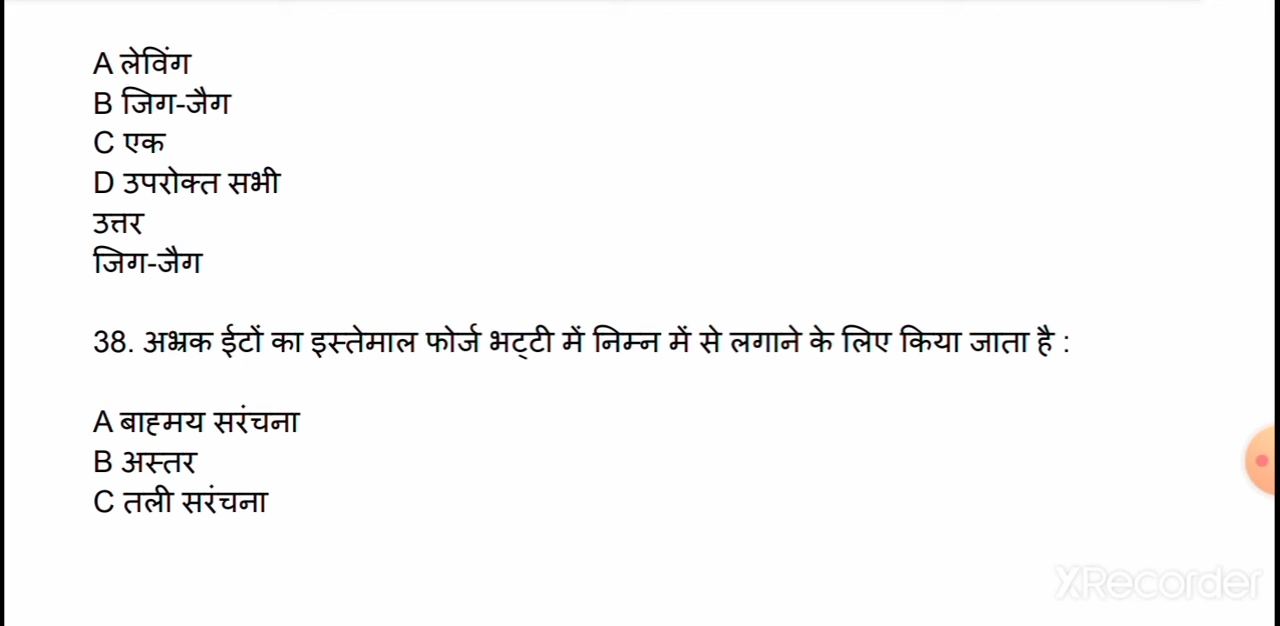 A लेविंग
B जिग-जैग
C एक
D उपरोक्त सभी
उत्तर
जिग-जैग
38. अभ्रक ईटों का इस्तेमाल फोर्ज भट्टी में निम्न में से लगाने के लिए किया जाता है :
A बाह्मय सरंचना
B अस्तर
C तली सरंचना
XRecorder